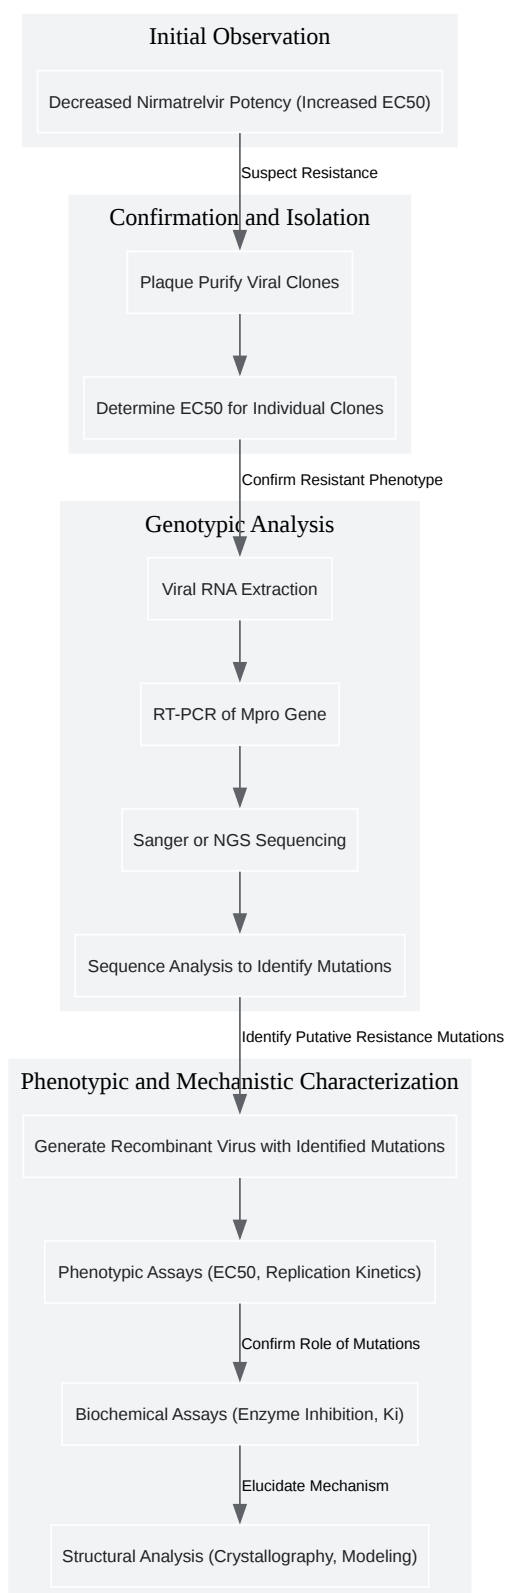 Initial Observation
Decreased Nirmatrelvir Potency (Increased EC50)
Suspect Resistance
Confirmation and Isolation
Plaque Purify Viral Clones
Determine EC50 for Individual Clones
Confirm Resistant Phenotype
Genotypic Analysis
Viral RNA Extraction
RT-PCR of Mpro Gene
Sanger or NGS Sequencing
Sequence Analysis to Identify Mutations
Identify Putative Resistance Mutations
Phenotypic and Mechanistic Characterization
Generate Recombinant Virus with Identified Mutations
Phenotypic Assays (EC50, Replication Kinetics)
Confirm Role of Mutations
Biochemical Assays (Enzyme Inhibition, Ki)
Elucidate Mechanism
Structural Analysis (Crystallography, Modeling)